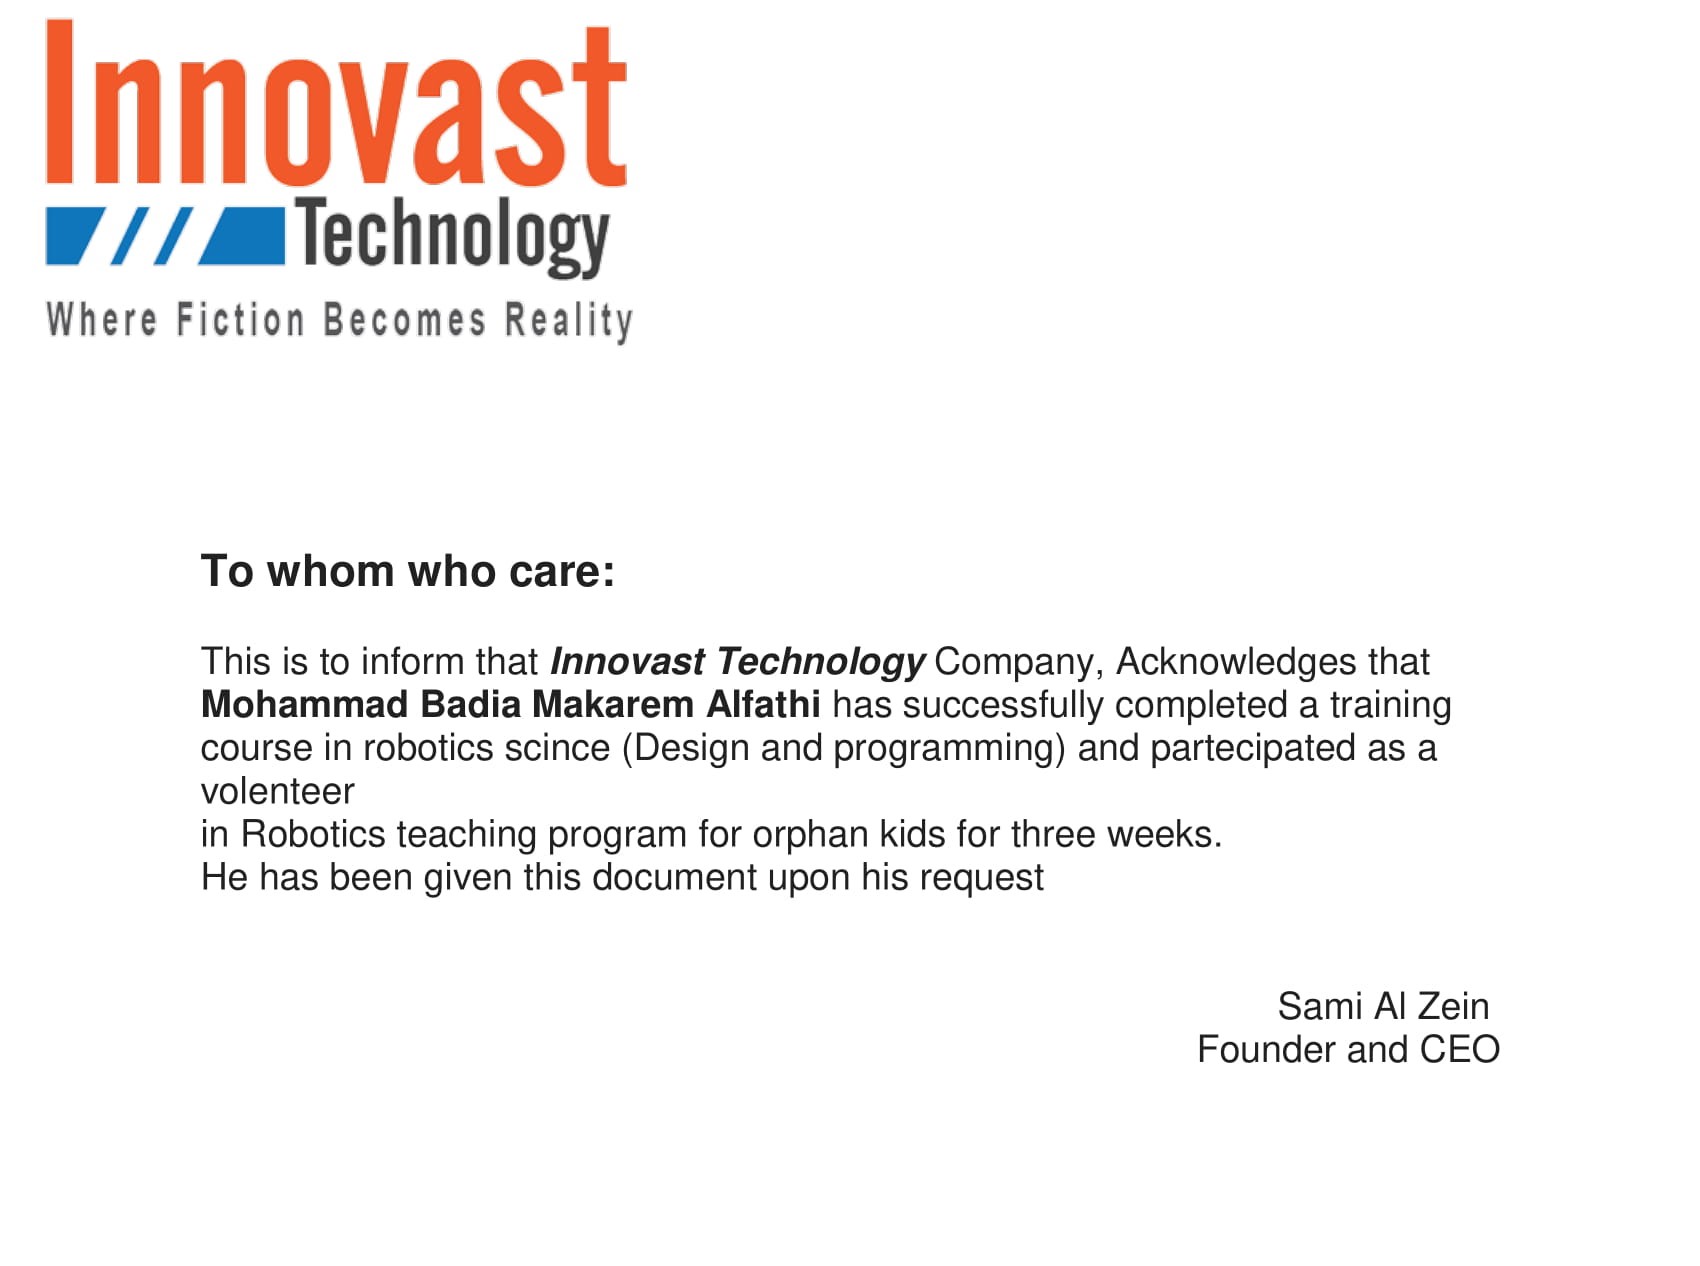 Innovast
Technology
Where Fiction Becomes Reality
To whom who care:
This is to inform that Innovast Technology Company, Acknowledges that
Mohammad Badia Makarem Alfathi has successfully completed a training
course in robotics scince (Design and programming) and partecipated as a
volenteer
in Robotics teaching program for orphan kids for three weeks.
He has been given this document upon his request
Sami Al Zein
Founder and CEO